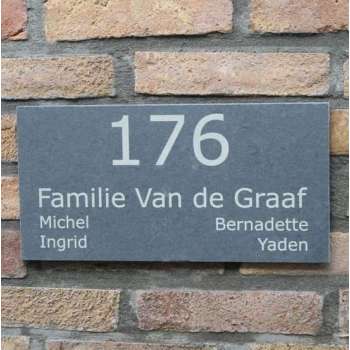 176
Familie Van de Graaf
Michel Bernadette
Ingrid Yaden